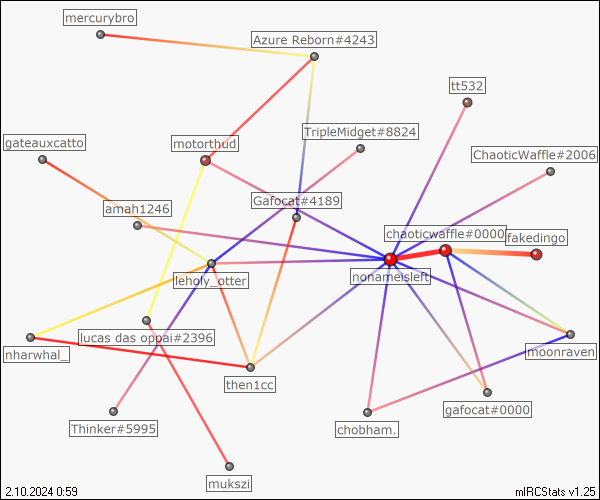 mercurybro
Azure Reborn#4243
tt532
TripleMidget#8824
gateauxcatto
motorthud
ChaoticWaffle#2006
Gafocat#4189
amah1246
chaoticwaffle#0000
fakedingo
leholy_otter
nonameisleft
lucas das oppai#2396
nharwhal_
moonraven
then1cc
gafocat#0000
Thinker#5995
chobham.
mukszi
2.10.2024 0:59
mIRCStats v1.25